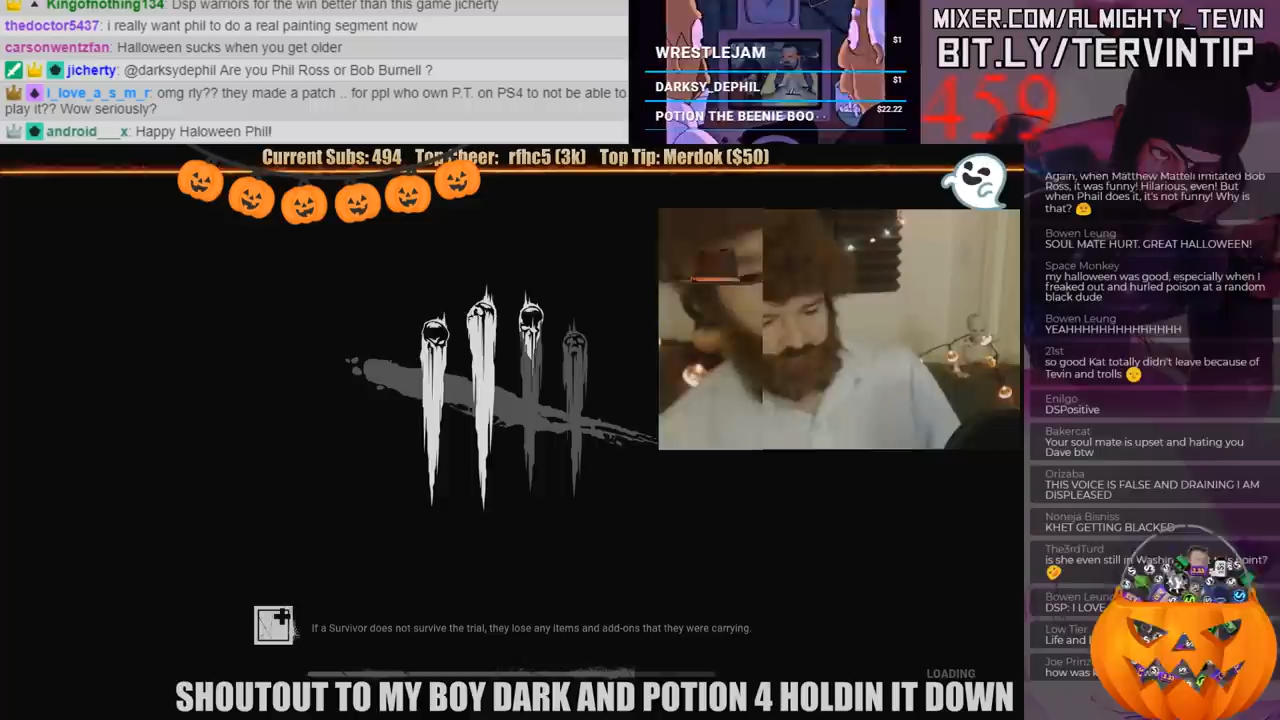 Kingofnothing134: Dsp warriors for the win better than this game jicherty
thedoctor5437: i really want phil to do a real painting segment now
carsonwentzfan: Halloween sucks when you get older
jicherty: @darksydephil Are you Phil Ross or Bob Burnell ?
i_love_a_s_m_r: omg rly?? they made a patch .. for ppl who own P.T. on PS4 to not be able to
play it?? Wow seriously?
android___x: Happy Haloween Phil!
WRESTLEJAM
$1
DARKSY_DEPHIL
$1
POTION THE BEENIE BOO
$22.22
MIXER.COM/ALMIGHTY_TEVIN
BIT.LY/TERVINTIP
459
Current Subs: 494 Top Cheer: rfhc5 (3k) Top Tip: Merdok ($50)
Again, when Matthew Mattell imitated Bob
Ross, it was funny! Hilarious, even! But
when Phail does it, it's not funny! Why is
that?
Bowen Leung
SOUL MATE HURT. GREAT HALLOWEEN!
Space Monkey
my halloween was good, especially when I
freaked out and hurled poison at a random
black dude
Bowen Leung
YEAHHHHHHHHHHHHHH
21st
so good Kat totally didn't leave because of
Tevin and trolls
Enilgo
DSPositive
Bakercat
Your soul mate is upset and hating you
Dave btw
Orizaba
THIS VOICE IS FALSE AND DRAINING I AM
DISPLEASED
Noneja Bisniss
KHET GETTING BLACKED
The3rdTurd
is she even still in point?
Bowen Leung
DSP: I LOVE
Low Tier
Life and
Joe Prinz
how was
If a Survivor does not survive the trial, they lose any items and add-ons that they were carrying.
LOADING
SHOUTOUT TO MY BOY DARK AND POTION 4 HOLDIN IT DOWN